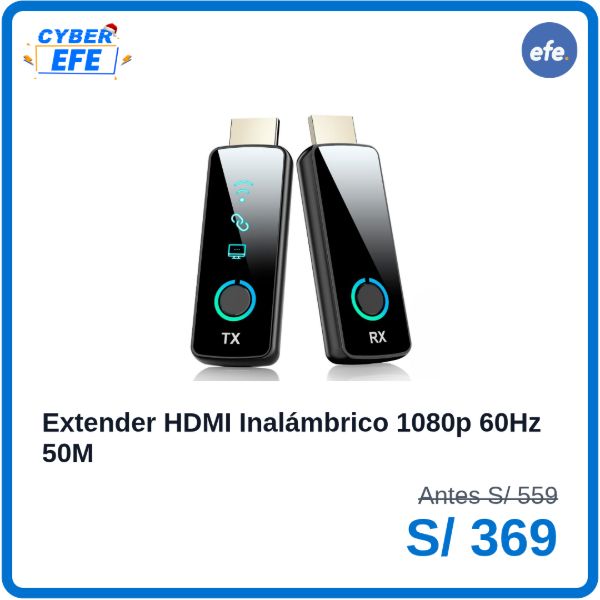 CYBER
EFE
efe.
TX
RX
Extender HDMI Inalámbrico 1080p 60Hz
50M
Antes S/ 559
S/ 369